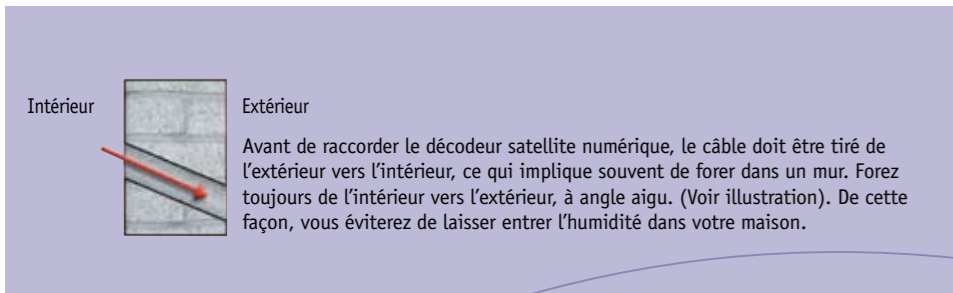 Intérieur
Extérieur
Avant de raccorder le décodeur satellite numérique, le câble doit être tiré de
l'extérieur vers l'intérieur, ce qui implique souvent de forer dans un mur. Forez
toujours de l'intérieur vers l'extérieur, à angle aigu. (Voir illustration). De cette
façon, vous éviterez de laisser entrer l'humidité dans votre maison.